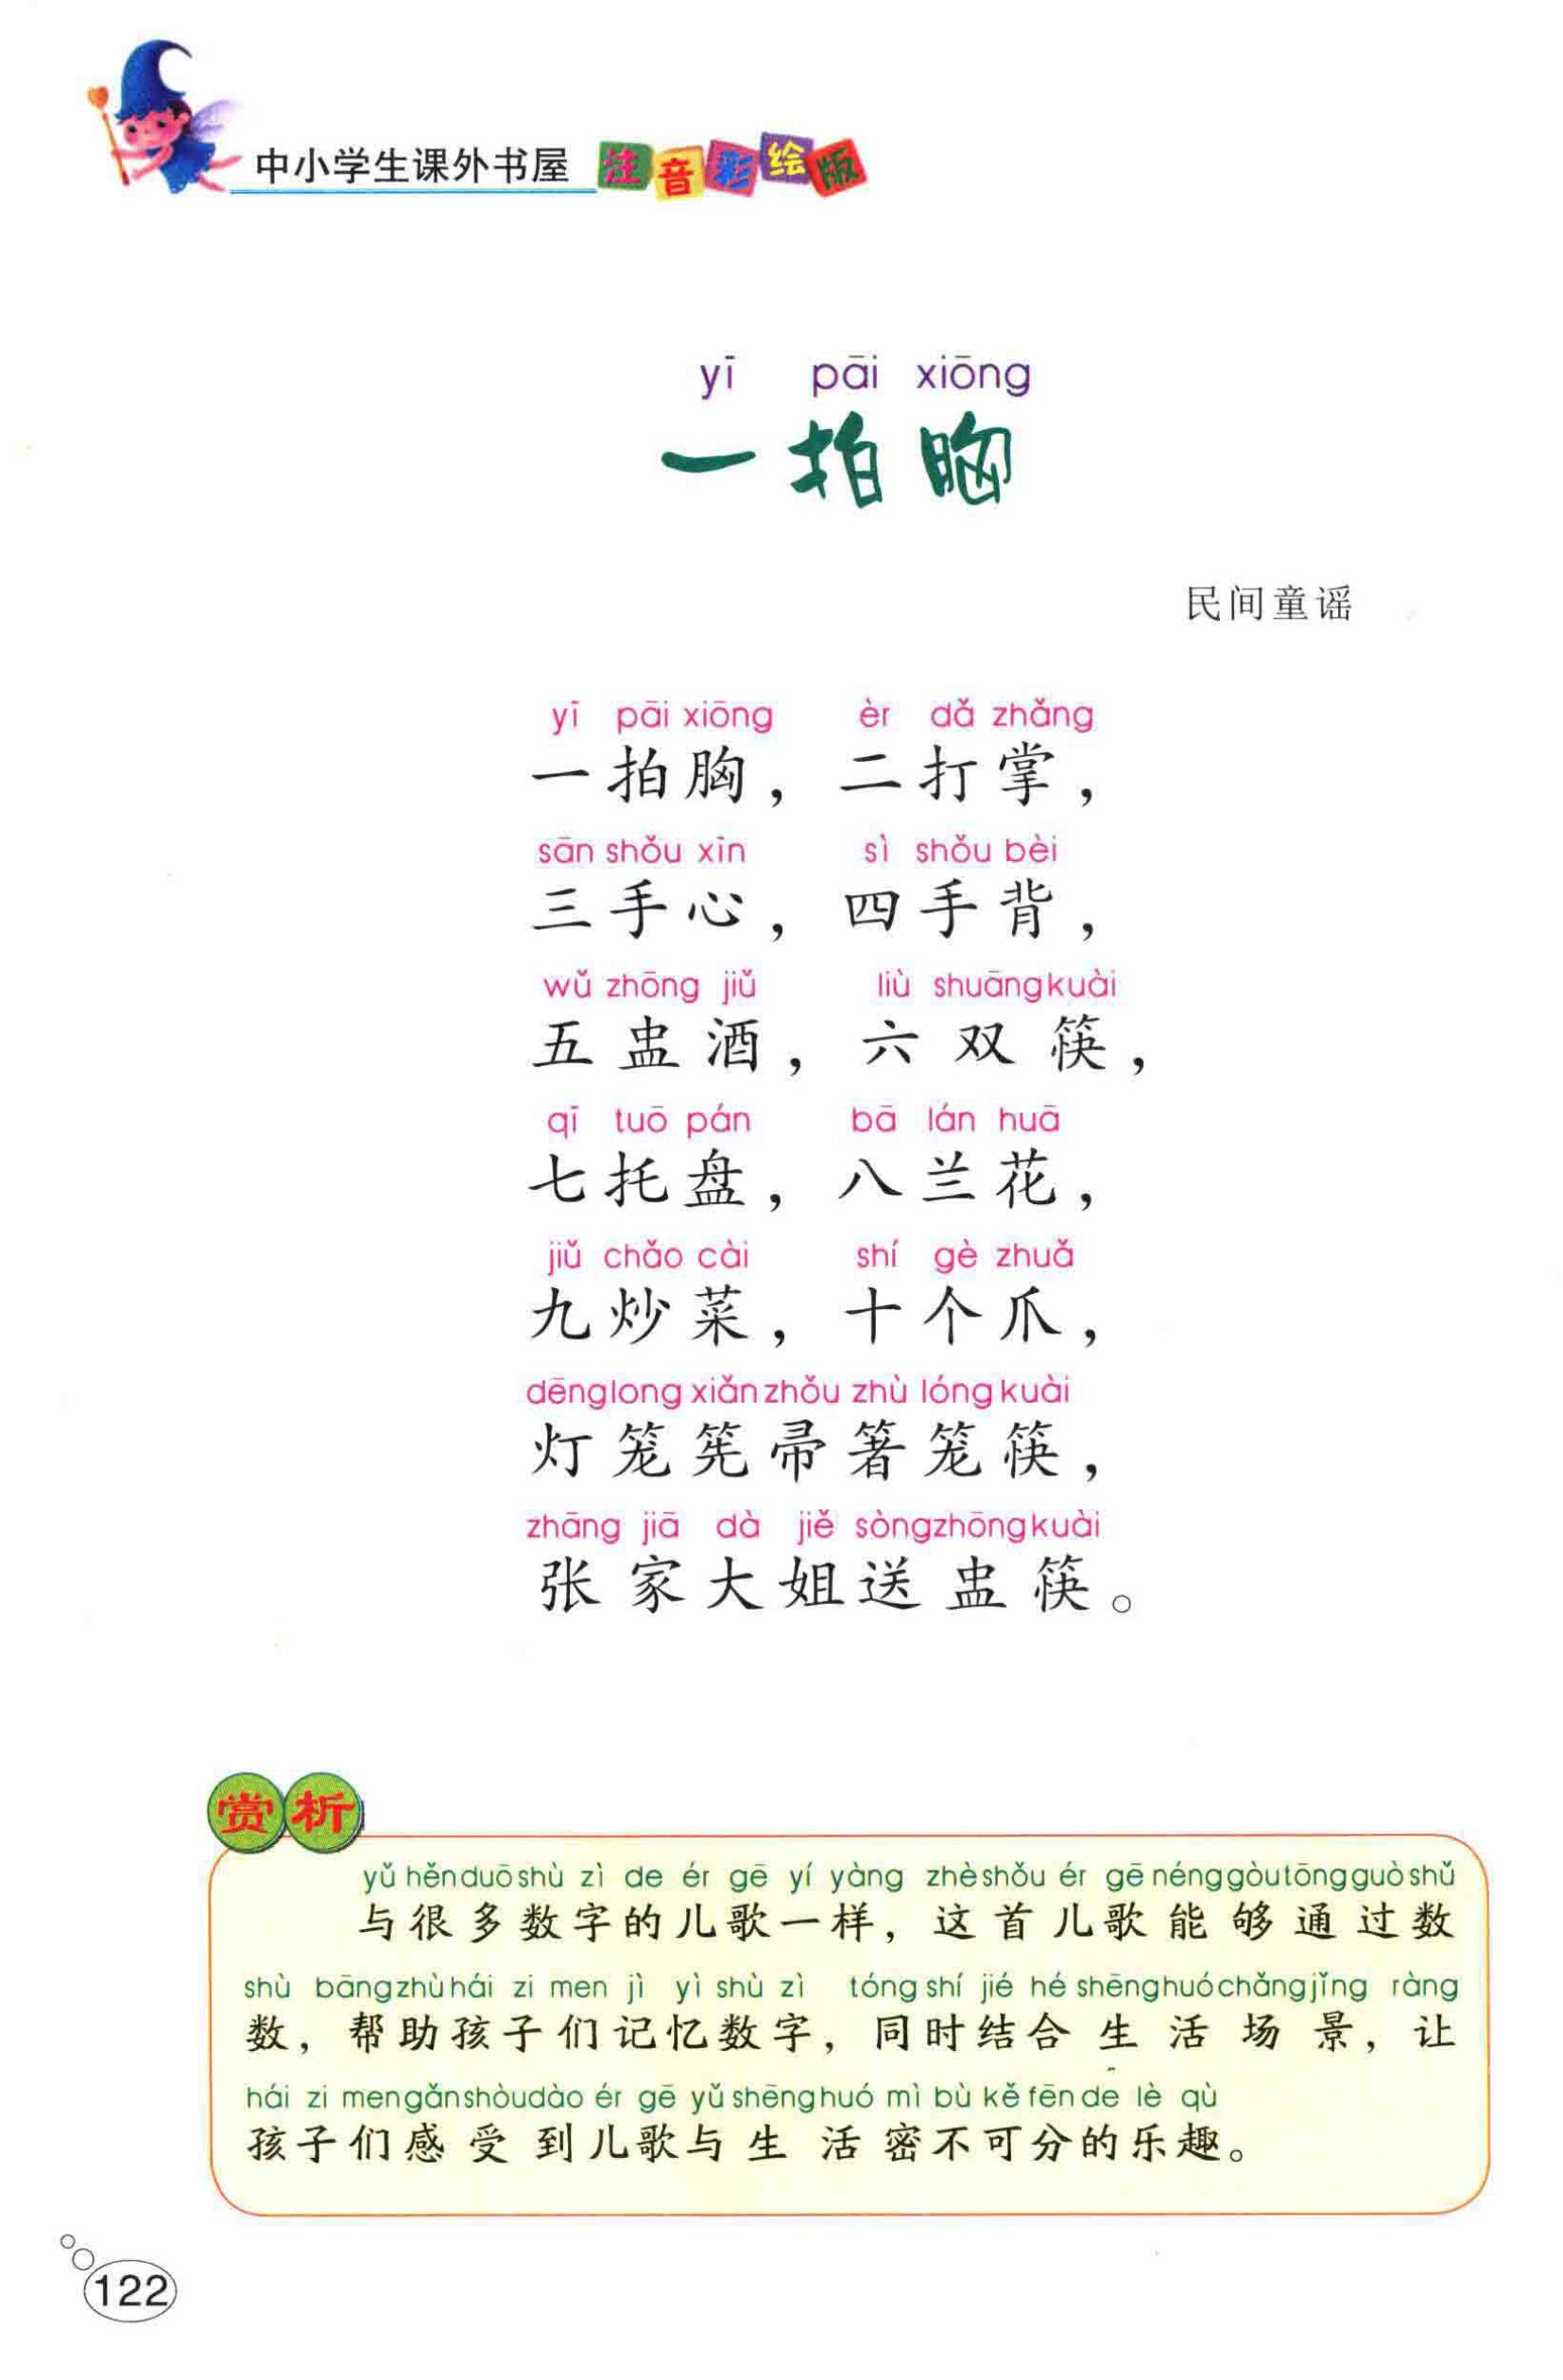 中小学生课外书屋 注音彩绘版
yī pāi xiōng
一拍胸
民间童谣
yī pāi xiōng èr dǎ zhǎng
一拍胸，二打掌，
sān shǒu xīn sì shǒu bèi
三手心，四手背，
wǔ zhōng jiǔ liù shuāng kuài
五盅酒，六双筷，
qī tuō pán bā lán huā
七托盘，八兰花，
jiǔ chǎo cài shí gè zhuǎ
九炒菜，十个爪，
dēng long xiǎn zhǒu zhù lóng kuài
灯笼筅帚箸笼筷，
zhāng jiā dà jiě sòng zhōng kuài
张家大姐送盅筷。
赏析
yǔ hěn duō shù zì de ér gē yí yàng zhè shǒu ér gē néng gòu tōng guò shǔ
与很多数字的儿歌一样，这首儿歌能够通过数
shù bāng zhù hái zi men jì yì shù zì tóng shí jié hé shēng huó chǎng jǐng ràng
数，帮助孩子们记忆数字，同时结合生活场景，让
hái zi men gǎn shòu dào ér gē yǔ shēng huó mì bù kě fēn de lè qù
孩子们感受到儿歌与生活密不可分的乐趣。
122